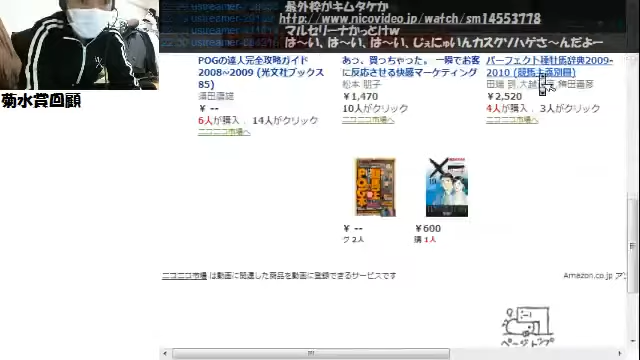 最外枠がキムタケか
http://www.nicovideo.jp/watch/sm14553778
マルセリーナかっけｗ
は～い、は～い、は～い、じぇにゅいんカスクソハゲさ～んだよー
菊水賞回顧
POGの達人完全攻略ガイド
2008～2009 (光文社ブックス
85)
￥ --
6人が購入、14人がクリック
ニコニコ市場へ
あっ、買っちゃった。一瞬でお客
に反応させる快感マーケティング
松本 朋子
￥1,470
10人がクリック
ニコニコ市場へ
パーフェクト種牡馬辞典2009-
2010 (競馬主義別冊)
￥2,520
4人が購入、3人がクリック
ニコニコ市場へ
￥ --
ク 2人
￥600
購 1人
ニコニコ市場 は動画に関連した商品を動画に登録できるサービスです
Amazon.co.jp アソ
ページトップ